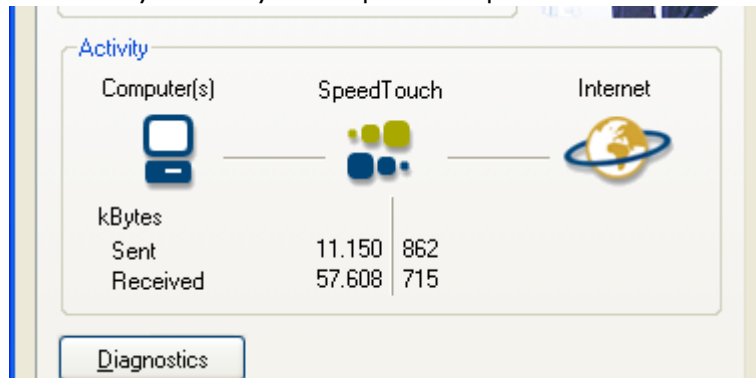 Activity
Computer(s) SpeedTouch Internet
kBytes
Sent 11.150 862
Received 57.608 715
Diagnostics